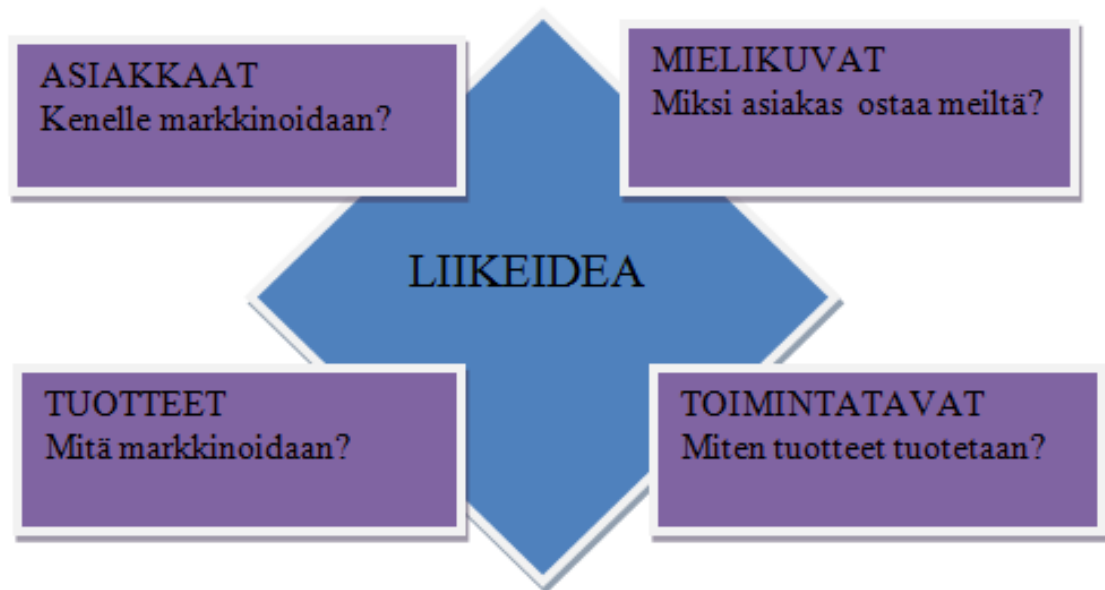 ASIAKKAAT
Kenelle markkinoidaan?
MIELIKUVAT
Miksi asiakas ostaa meiltä?
LIIKEIDEA
TUOTTEET
Mitä markkinoidaan?
TOIMINTATAVAT
Miten tuotteet tuotetaan?